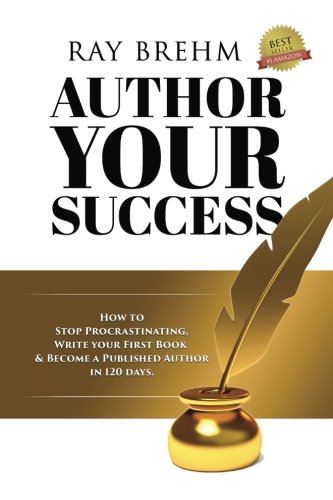 RAY BREHM
BEST
SELLER
#1 AMAZON
AUTHOR
YOUR
SUCCESS
HOW TO
STOP PROCRASTINATING,
WRITE YOUR FIRST BOOK
& BECOME A PUBLISHED AUTHOR
IN 120 DAYS.